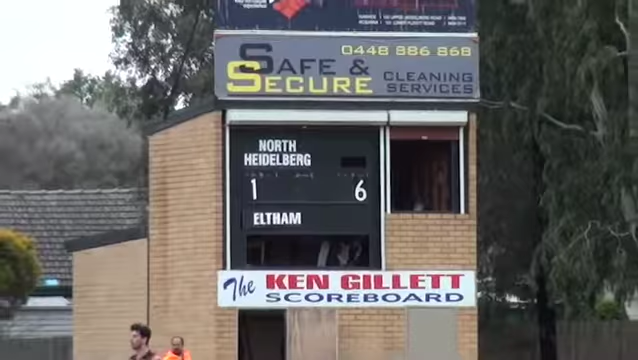 SAFE &
SECURE
0448 886 868
CLEANING
SERVICES
NORTH
HEIDELBERG
1 6
ELTHAM
The KEN GILLETT
SCOREBOARD